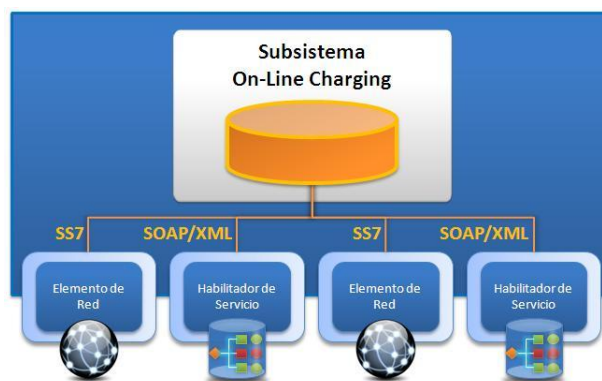 Subsistema
On-Line Charging
SS7
SOAP/XML
SS7
SOAP/XML
Elemento de
Red
Habilitador de
Servicio
Elemento de
Red
Habilitador de
Servicio